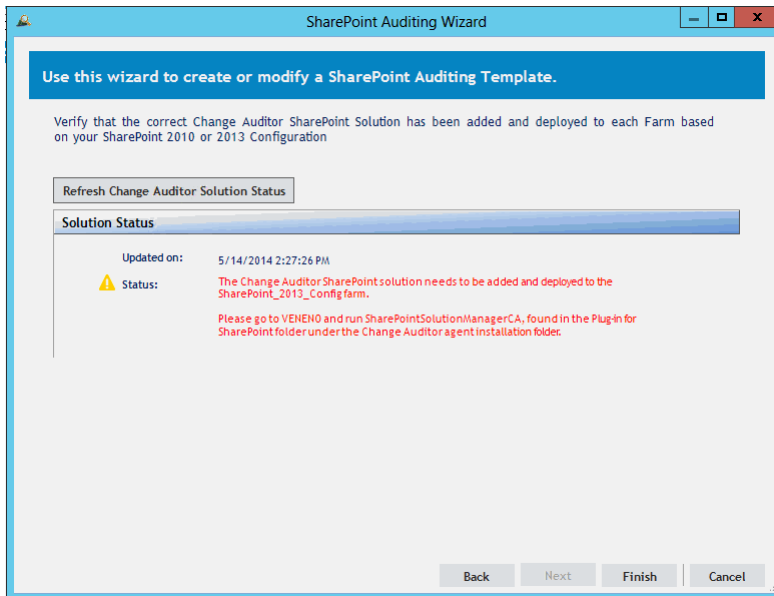 SharePoint Auditing Wizard
Use this wizard to create or modify a SharePoint Auditing Template.
Verify that the correct Change Auditor SharePoint Solution has been added and deployed to each Farm based
on your SharePoint 2010 or 2013 Configuration
Refresh Change Auditor Solution Status
Solution Status
Updated on: 5/14/2014 2:27:26 PM
Status: The Change Auditor SharePoint solution needs to be added and deployed to the
SharePoint_2013_Config farm.
Please go to VENENO and run SharePointSolutionManagerCA, found in the Plug-in for
SharePoint folder under the Change Auditor agent installation folder.
Back Next Finish Cancel